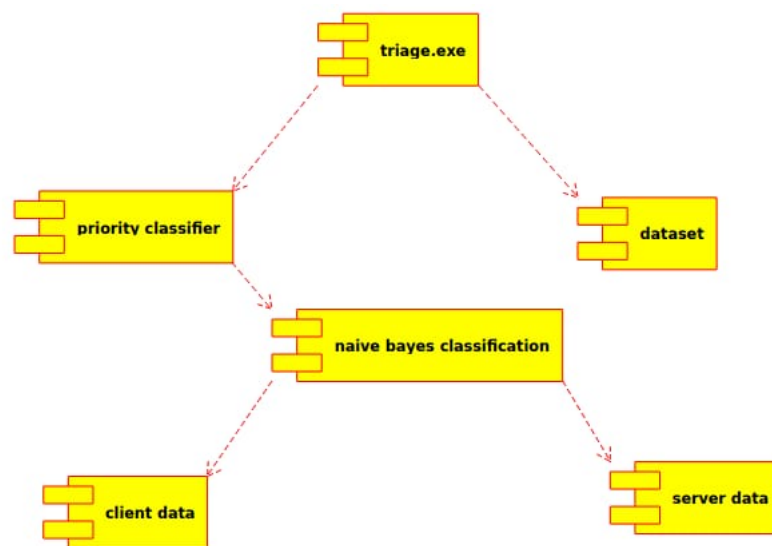 triage.exe
priority classifier
dataset
naive bayes classification
client data
server data